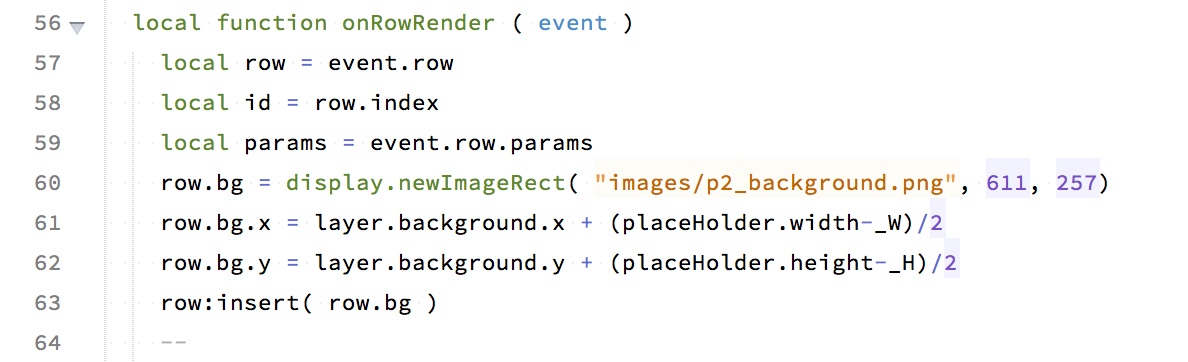 56 local function onRowRender ( event )
57 local row = event.row
58 local id = row.index
59 local params = event.row.params
60 row.bg = display.newImageRect( "images/p2_background.png", 611, 257)
61 row.bg.x = layer.background.x + (placeHolder.width-_W)/2
62 row.bg.y = layer.background.y + (placeHolder.height-_H)/2
63 row:insert( row.bg )
64 --